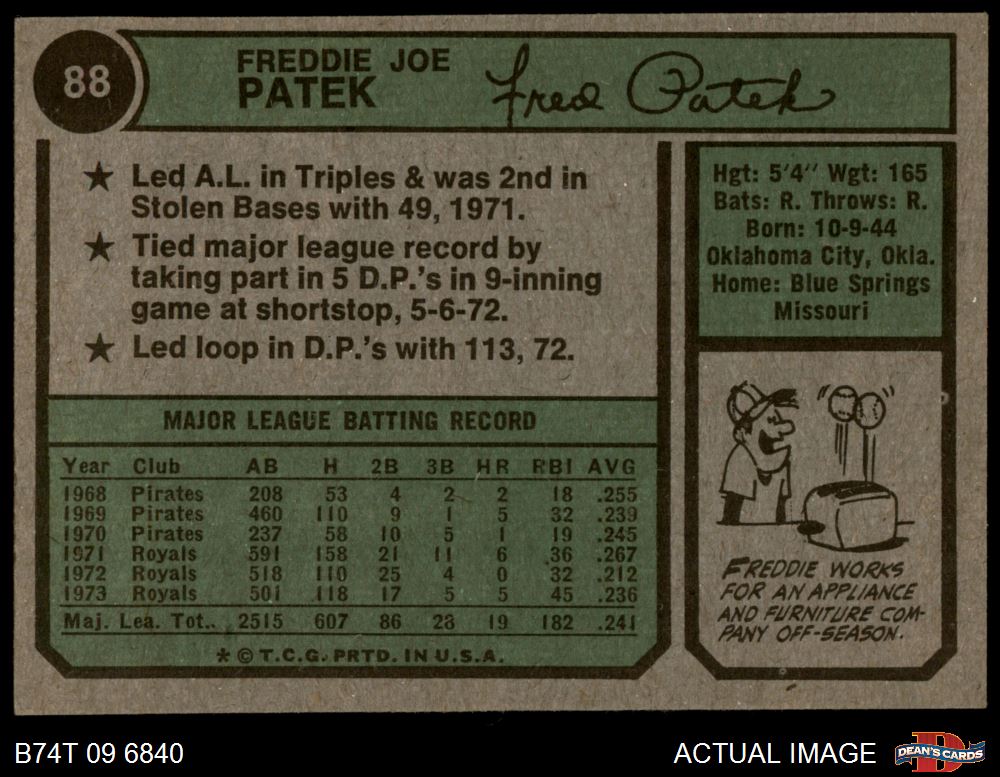 88
FREDDIE JOE
PATEK
Fred Patek
★ Led A.L. in Triples & was 2nd in
Stolen Bases with 49, 1971.
★ Tied major league record by
taking part in 5 D.P.'s in 9-inning
game at shortstop, 5-6-72.
★ Led loop in D.P.'s with 113, 72.
Hgt: 5'4" Wgt: 165
Bats: R. Throws: R.
Born: 10-9-44
Oklahoma City, Okla.
Home: Blue Springs
Missouri
MAJOR LEAGUE BATTING RECORD
Year Club AB H 2B 3B HR RBI AVG
1968 Pirates 208 53 4 2 2 18 .255
1969 Pirates 460 110 9 1 5 32 .239
1970 Pirates 237 58 10 5 1 19 .245
1971 Royals 591 158 21 11 6 36 .267
1972 Royals 518 110 25 4 0 32 .212
1973 Royals 501 118 17 5 5 45 .236
Maj. Lea. Tot.. 2515 607 86 28 19 182 .241
* © T.C.G. PRTD. IN U.S.A.
FREDDIE WORKS
FOR AN APPLIANCE
AND FURNITURE COM-
PANY OFF-SEASON.
B74T 09 6840
ACTUAL IMAGE
DEAN'S CARDS